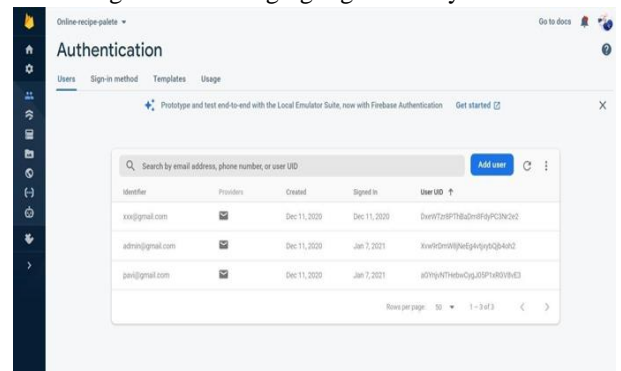 Online-recipe-palete
Go to docs
Authentication
Users Sign-in method Templates Usage
Prototype and test end-to-end with the Local Emulator Suite, now with Firebase Authentication Get started
Search by email address, phone number, or user UID
Add user
Identifier Providers Created Signed In User UID ↑
xxx@gmail.com Dec 11, 2020 Dec 11, 2020
admin@gmail.com Dec 11, 2020 Jan 7, 2021
pavi@gmail.com Dec 11, 2020 Jan 7, 2021
Rows per page: 50 1 – 3 of 3